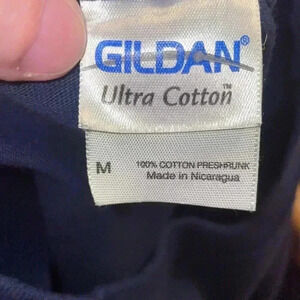 GILDAN®
Ultra Cotton™
M
100% COTTON PRESHRUNK
Made in Nicaragua